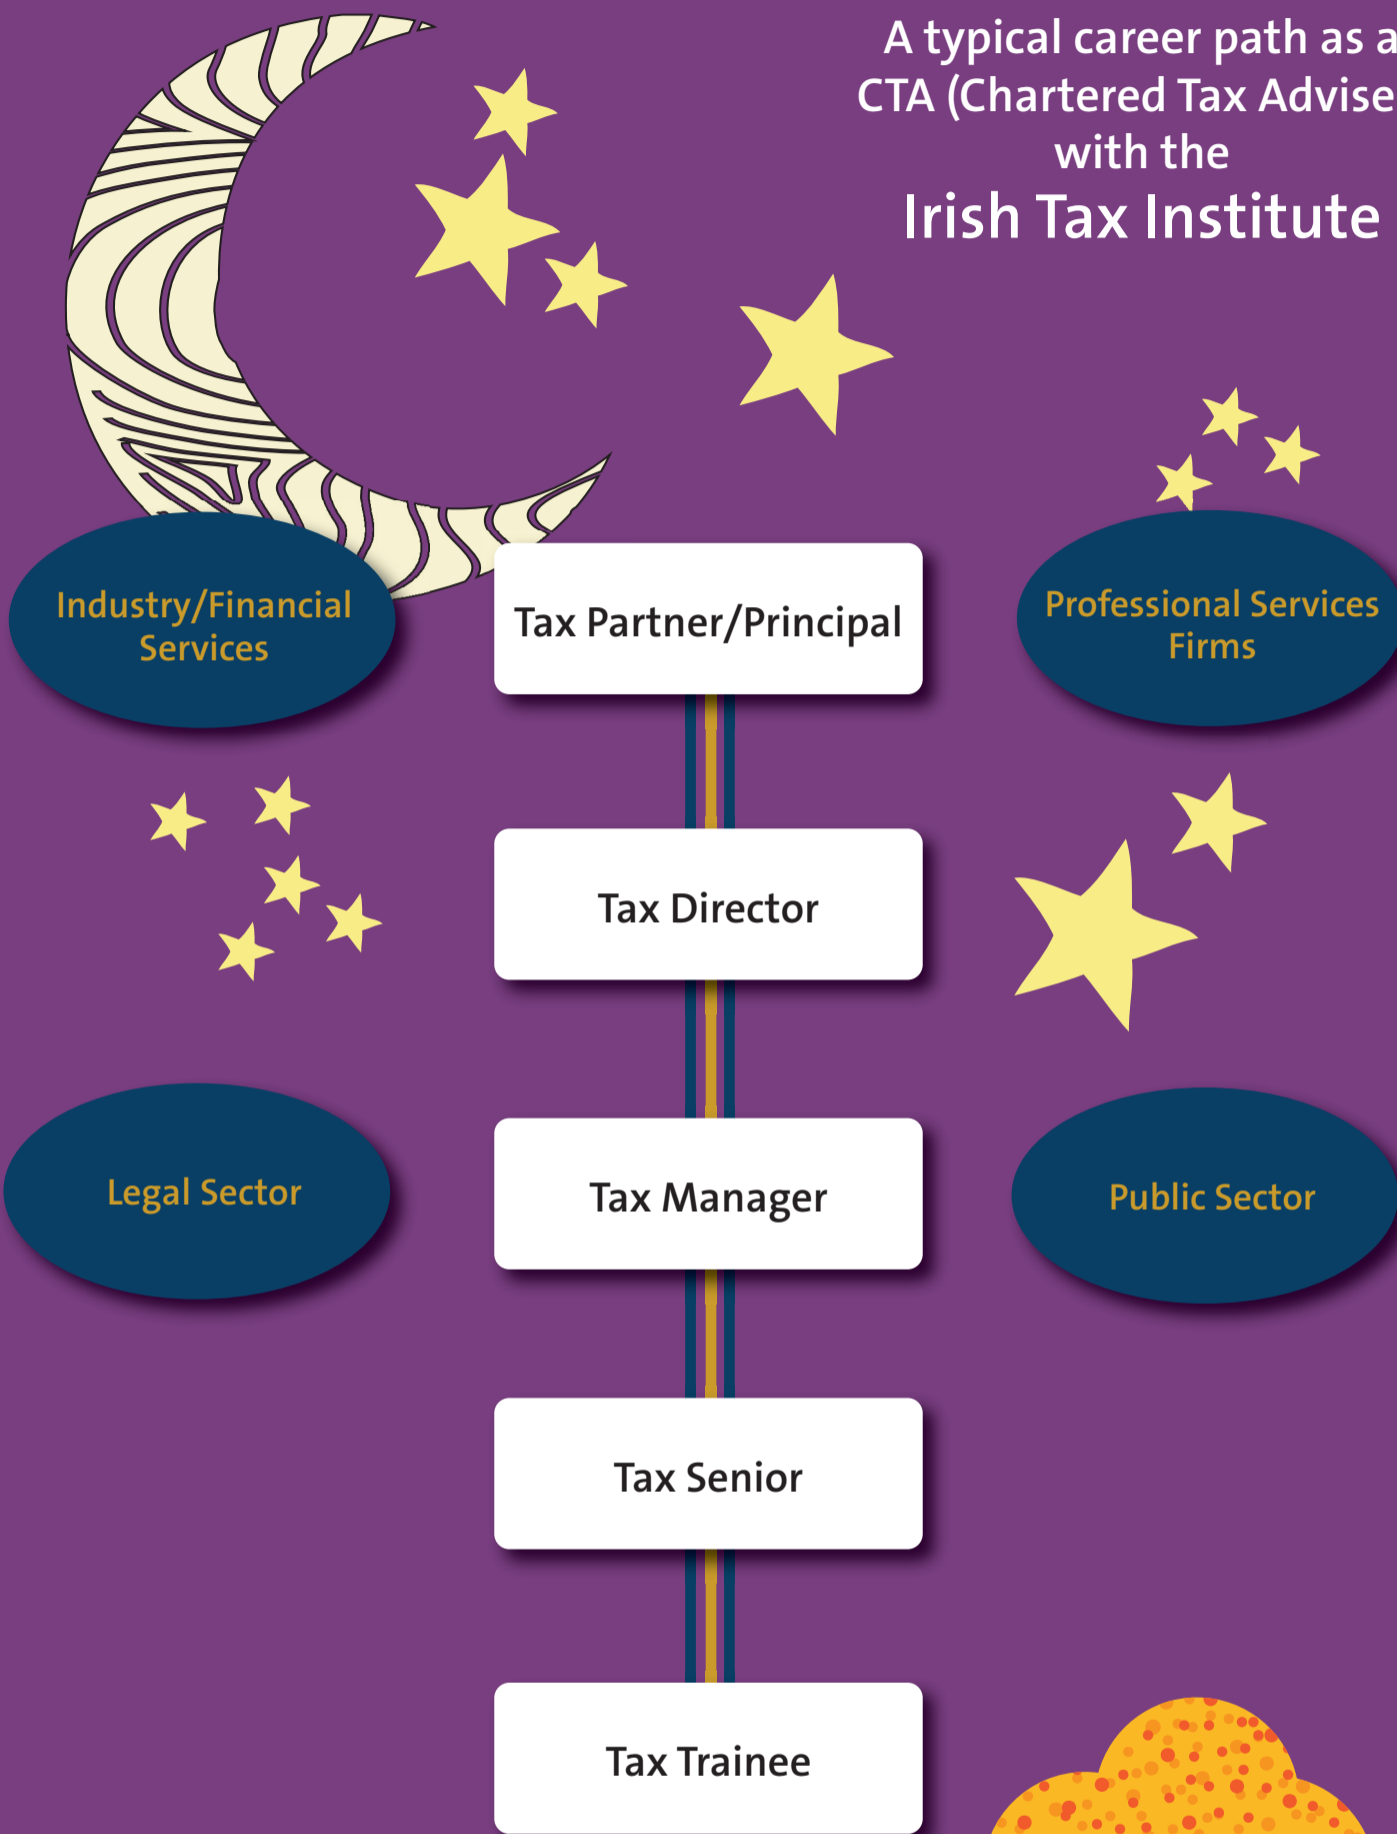 A typical career path as a
CTA (Chartered Tax Advise
with the
Irish Tax Institute
Industry/Financial
Services
Tax Partner/Principal
Professional Services
Firms
Tax Director
Legal Sector
Tax Manager
Public Sector
Tax Senior
Tax Trainee